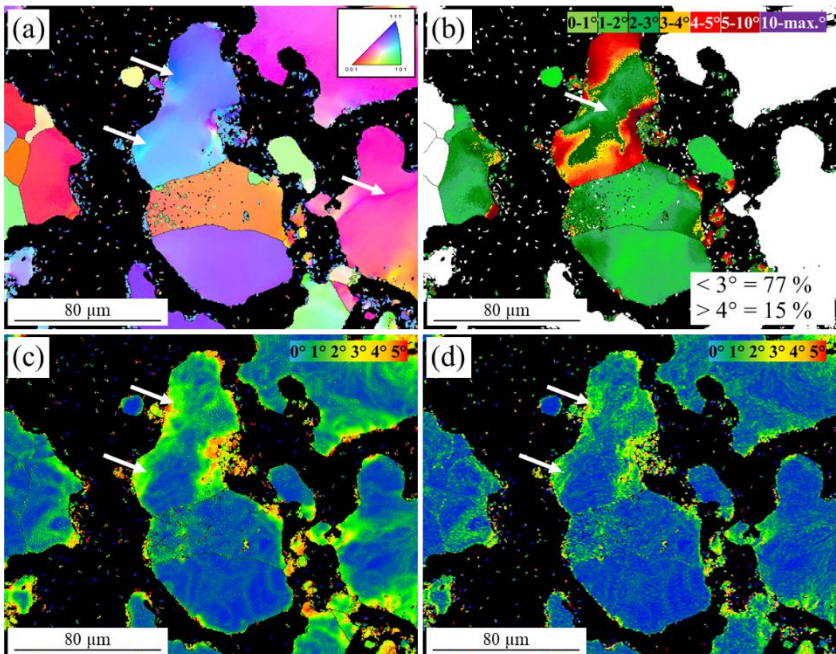 (a)
111
001
101
80 µm
(b)
0-1° 1-2° 2-3° 3-4° 4-5° 5-10° 10-max.°
< 3° = 77 %
> 4° = 15 %
(c)
0° 1° 2° 3° 4° 5°
80 µm
(d)
0° 1° 2° 3° 4° 5°
80 µm